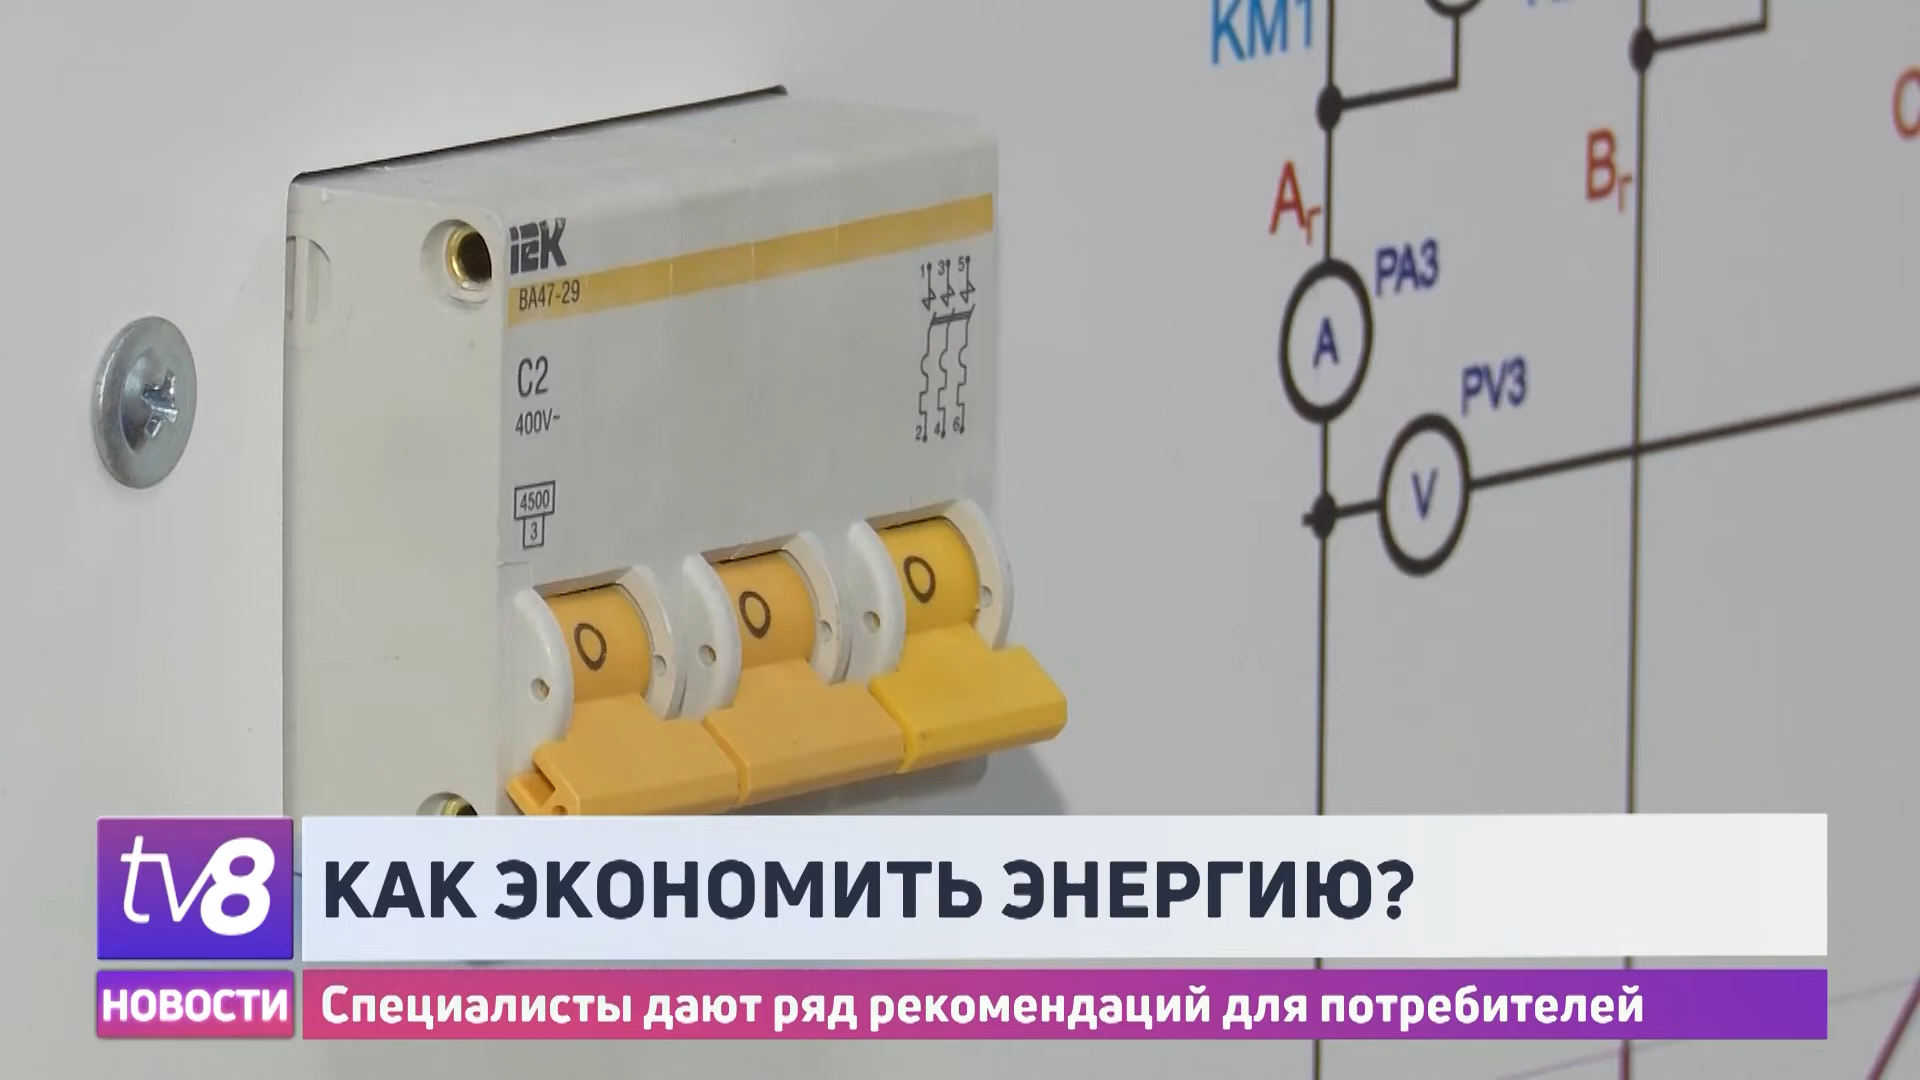 KM1
Aг
Bг
C
PA3
A
PV3
V
IEK
ВА47-29
C2
400V~
4500
3
1 3 5
2 4 6
O
O
O
tv8
КАК ЭКОНОМИТЬ ЭНЕРГИЮ?
НОВОСТИ
Специалисты дают ряд рекомендаций для потребителей